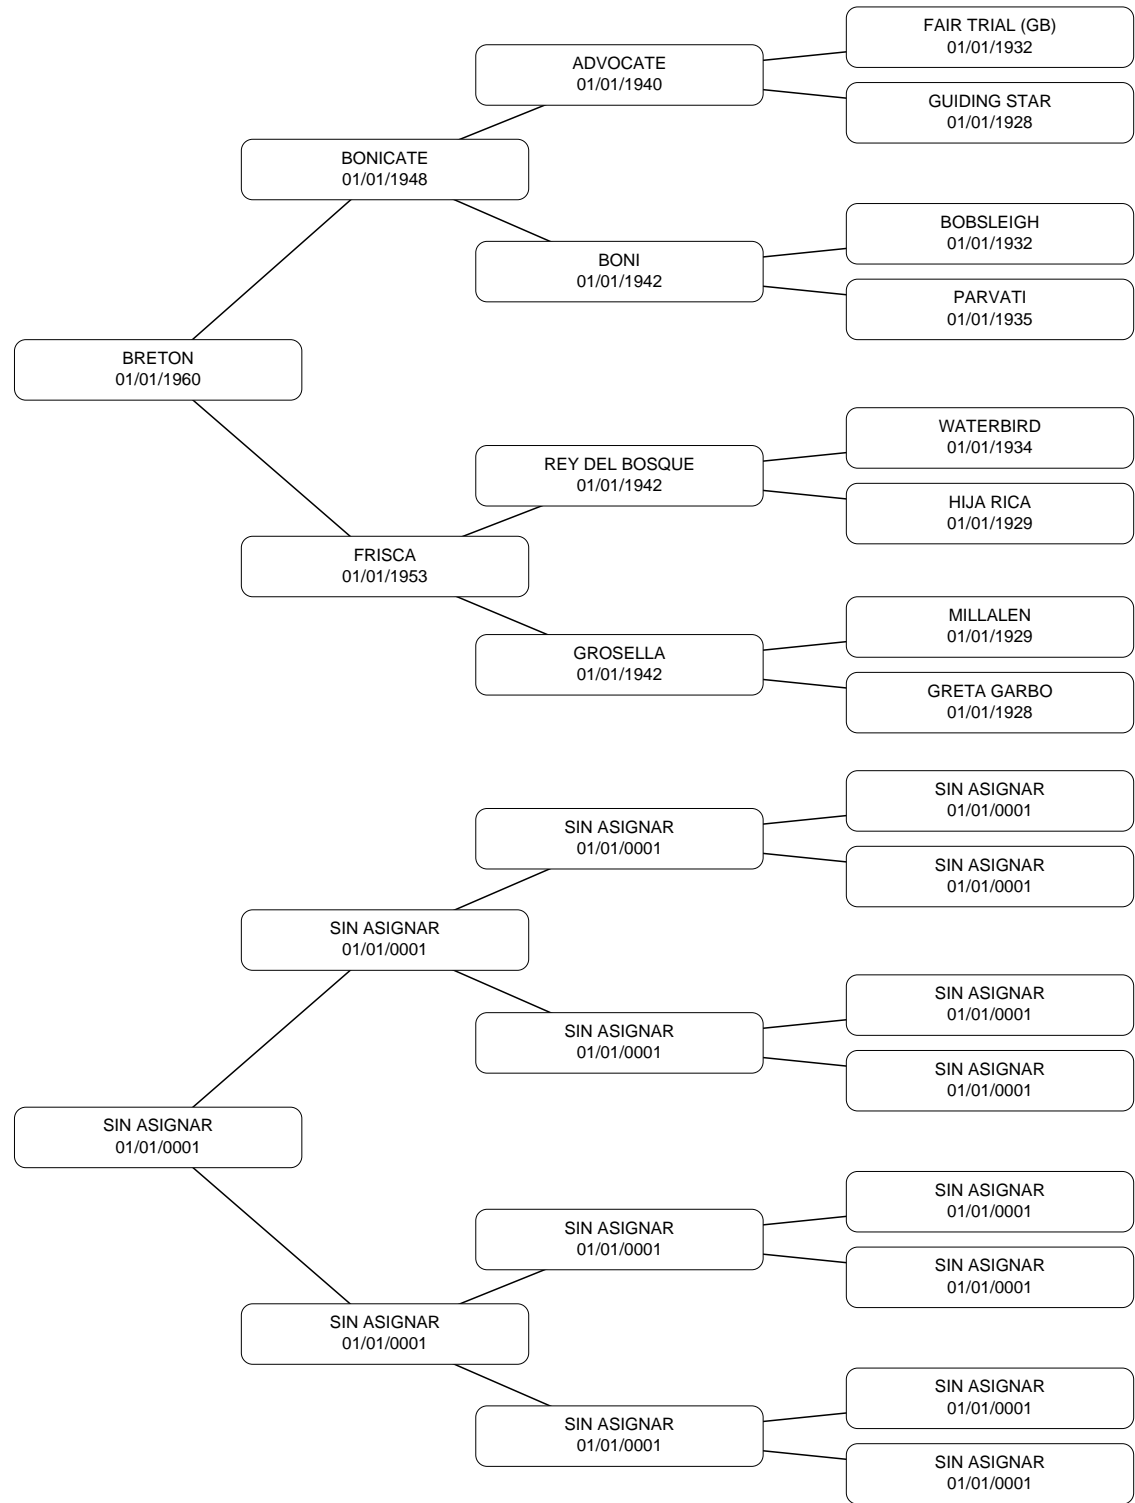 FAIR TRIAL (GB)
01/01/1932
ADVOCATE
01/01/1940
GUIDING STAR
01/01/1928
BONICATE
01/01/1948
BOBSLEIGH
01/01/1932
BONI
01/01/1942
PARVATI
01/01/1935
BRETON
01/01/1960
WATERBIRD
01/01/1934
REY DEL BOSQUE
01/01/1942
HIJA RICA
01/01/1929
FRISCA
01/01/1953
MILLALEN
01/01/1929
GROSELLA
01/01/1942
GRETA GARBO
01/01/1928
SIN ASIGNAR
01/01/0001
SIN ASIGNAR
01/01/0001
SIN ASIGNAR
01/01/0001
SIN ASIGNAR
01/01/0001
SIN ASIGNAR
01/01/0001
SIN ASIGNAR
01/01/0001
SIN ASIGNAR
01/01/0001
SIN ASIGNAR
01/01/0001
SIN ASIGNAR
01/01/0001
SIN ASIGNAR
01/01/0001
SIN ASIGNAR
01/01/0001
SIN ASIGNAR
01/01/0001
SIN ASIGNAR
01/01/0001
SIN ASIGNAR
01/01/0001
SIN ASIGNAR
01/01/0001